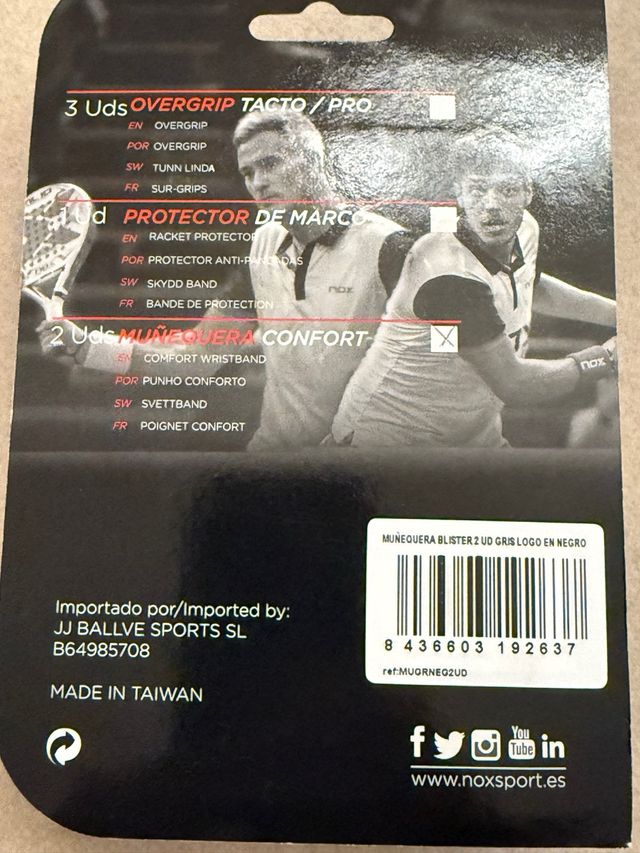 3 Uds OVERGRIP TACTO / PRO
EN OVERGRIP
POR OVERGRIP
SW TUNN LINDA
FR SUR-GRIPS
1 Ud PROTECTOR DE MARCO
EN RACKET PROTECTOR
POR PROTECTOR ANTI-PANCADAS
SW SKYDD BAND
FR BANDE DE PROTECTION
nox
2 Uds MUÑEQUERA CONFORT
EN COMFORT WRISTBAND
nox
POR PUNHO CONFORTO
SW SVETTBAND
FR POIGNET CONFORT
MUÑEQUERA BLISTER 2 UD GRIS LOGO EN NEGRO
8 436603 192637
ref:MUGRNEG2UD
Importado por/Imported by:
JJ BALLVE SPORTS SL
B64985708
MADE IN TAIWAN
f You Tube in
www.noxsport.es